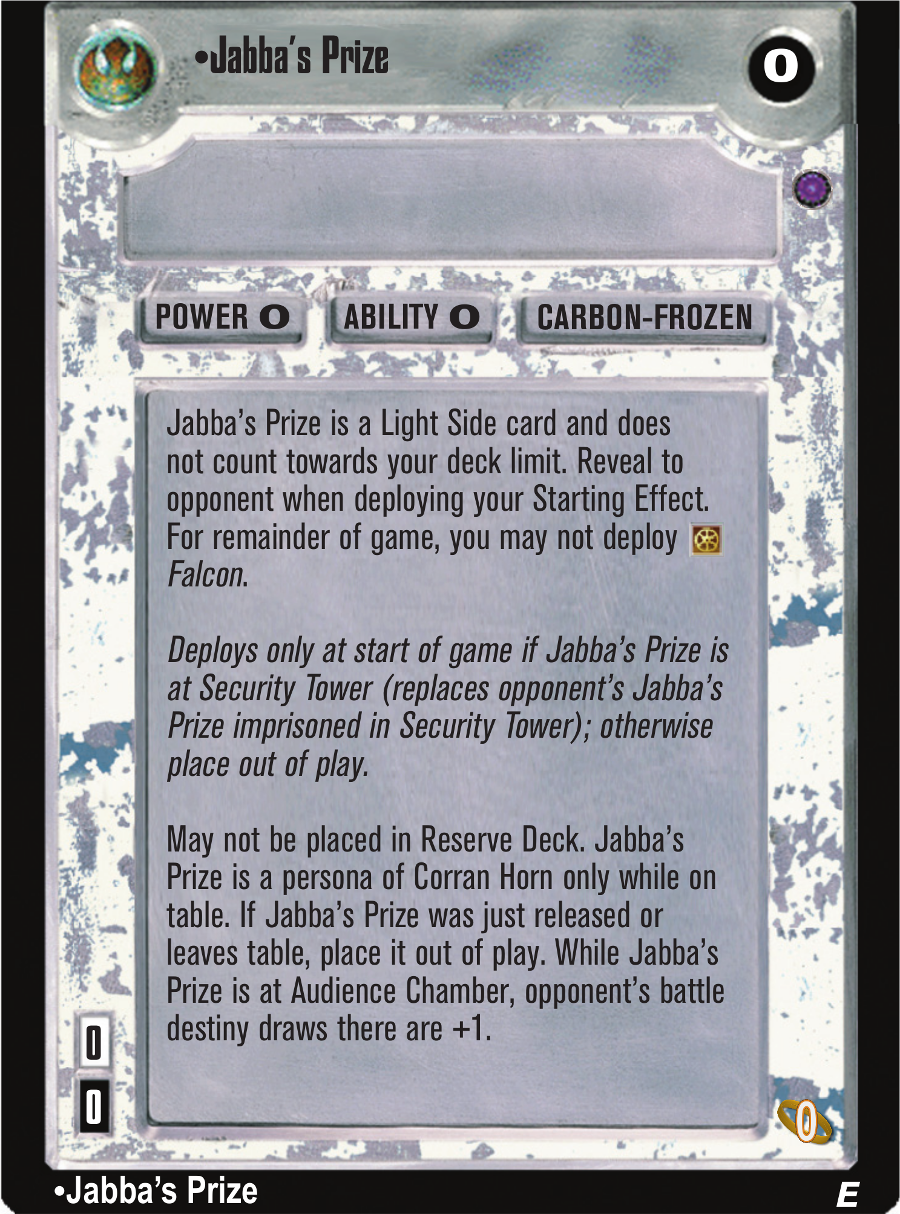 •Jabba's Prize
0
POWER 0
ABILITY 0
CARBON-FROZEN
Jabba's Prize is a Light Side card and does
not count towards your deck limit. Reveal to
opponent when deploying your Starting Effect.
For remainder of game, you may not deploy
Falcon.
Deploys only at start of game if Jabba's Prize is
at Security Tower (replaces opponent's Jabba's
Prize imprisoned in Security Tower); otherwise
place out of play.
May not be placed in Reserve Deck. Jabba's
Prize is a persona of Corran Horn only while on
table. If Jabba's Prize was just released or
leaves table, place it out of play. While Jabba's
Prize is at Audience Chamber, opponent's battle
destiny draws there are +1.
0
0
0
•Jabba's Prize
E